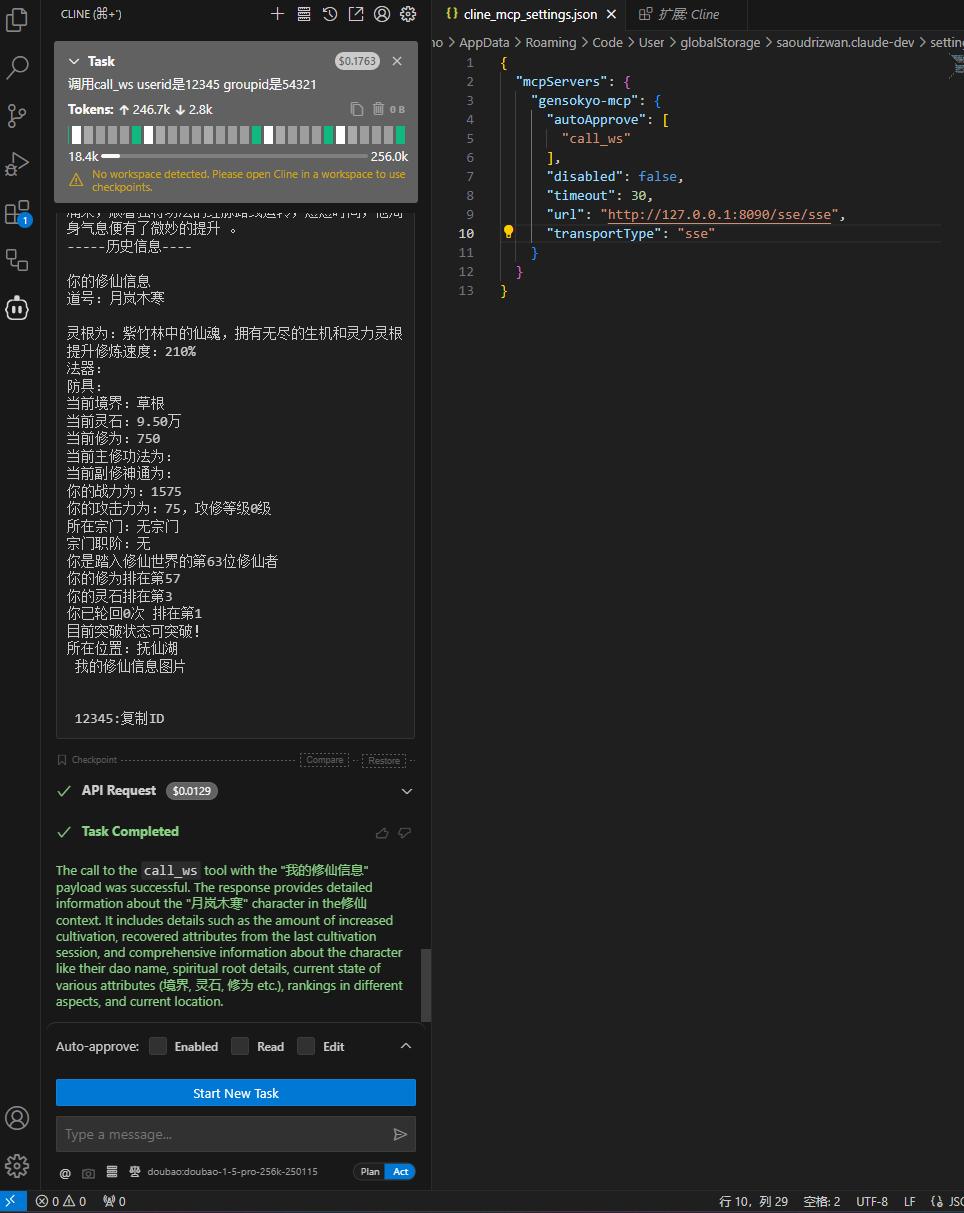 CLINE (⌘+')
Task
$0.1763
调用call_ws userid是12345 groupid是54321
Tokens: ↑ 246.7k ↓ 2.8k
0 B
18.4k
256.0k
No workspace detected. Please open Cline in a workspace to use
checkpoints.
身气息便有了微妙的提升 。
-----历史信息----
你的修仙信息
道号: 月岚木寒
灵根为: 紫竹林中的仙魂, 拥有无尽的生机和灵力灵根
提升修炼速度: 210%
法器:
防具:
当前境界: 草根
当前灵石: 9.50万
当前修为: 750
当前主修功法为:
当前副修神通为:
你的战力为: 1575
你的攻击力为: 75, 攻修等级0级
所在宗门: 无宗门
宗门职阶: 无
你是踏入修仙世界的第63位修仙者
你的修为排在第57
你的灵石排在第3
你已轮回0次 排在第1
目前突破状态可突破!
所在位置: 抚仙湖
我的修仙信息图片
12345:复制ID
Checkpoint
Compare
Restore
API Request
$0.0129
Task Completed
The call to the call_ws tool with the "我的修仙信息"
payload was successful. The response provides detailed
information about the "月岚木寒" character in the修仙
context. It includes details such as the amount of increased
cultivation, recovered attributes from the last cultivation
session, and comprehensive information about the character
like their dao name, spiritual root details, current state of
various attributes (境界, 灵石, 修为 etc.), rankings in different
aspects, and current location.
Auto-approve:
Enabled
Read
Edit
Start New Task
Type a message...
@
doubao:doubao-1-5-pro-256k-250115
Plan
Act
1
{} cline_mcp_settings.json
扩展: Cline
no > AppData > Roaming > Code > User > globalStorage > saoudrizwan.claude-dev > setting
1 {
2 "mcpServers": {
3 "gensokyo-mcp": {
4 "autoApprove": [
5 "call_ws"
6 ],
7 "disabled": false,
8 "timeout": 30,
9 "url": "http://127.0.0.1:8090/sse/sse",
10 "transportType": "sse"
11 }
12 }
13 }
0
0
0
行 10, 列 29
空格: 2
UTF-8
LF
{} JSO